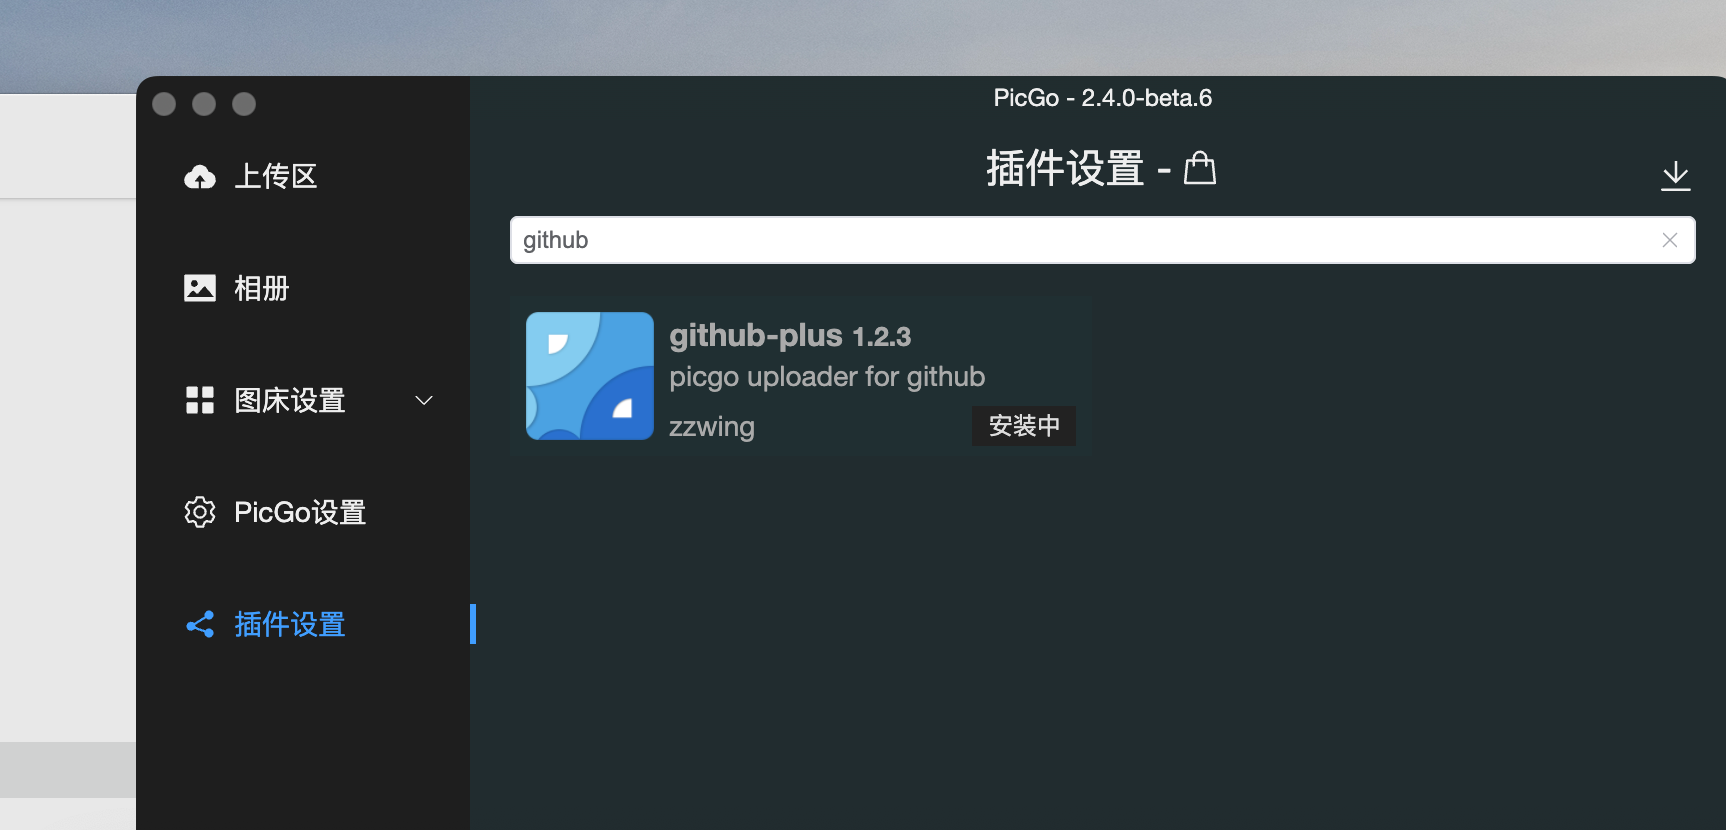 PicGo - 2.4.0-beta.6
上传区
相册
图床设置
PicGo设置
插件设置
插件设置 -
github
github-plus 1.2.3
picgo uploader for github
zzwing
安装中